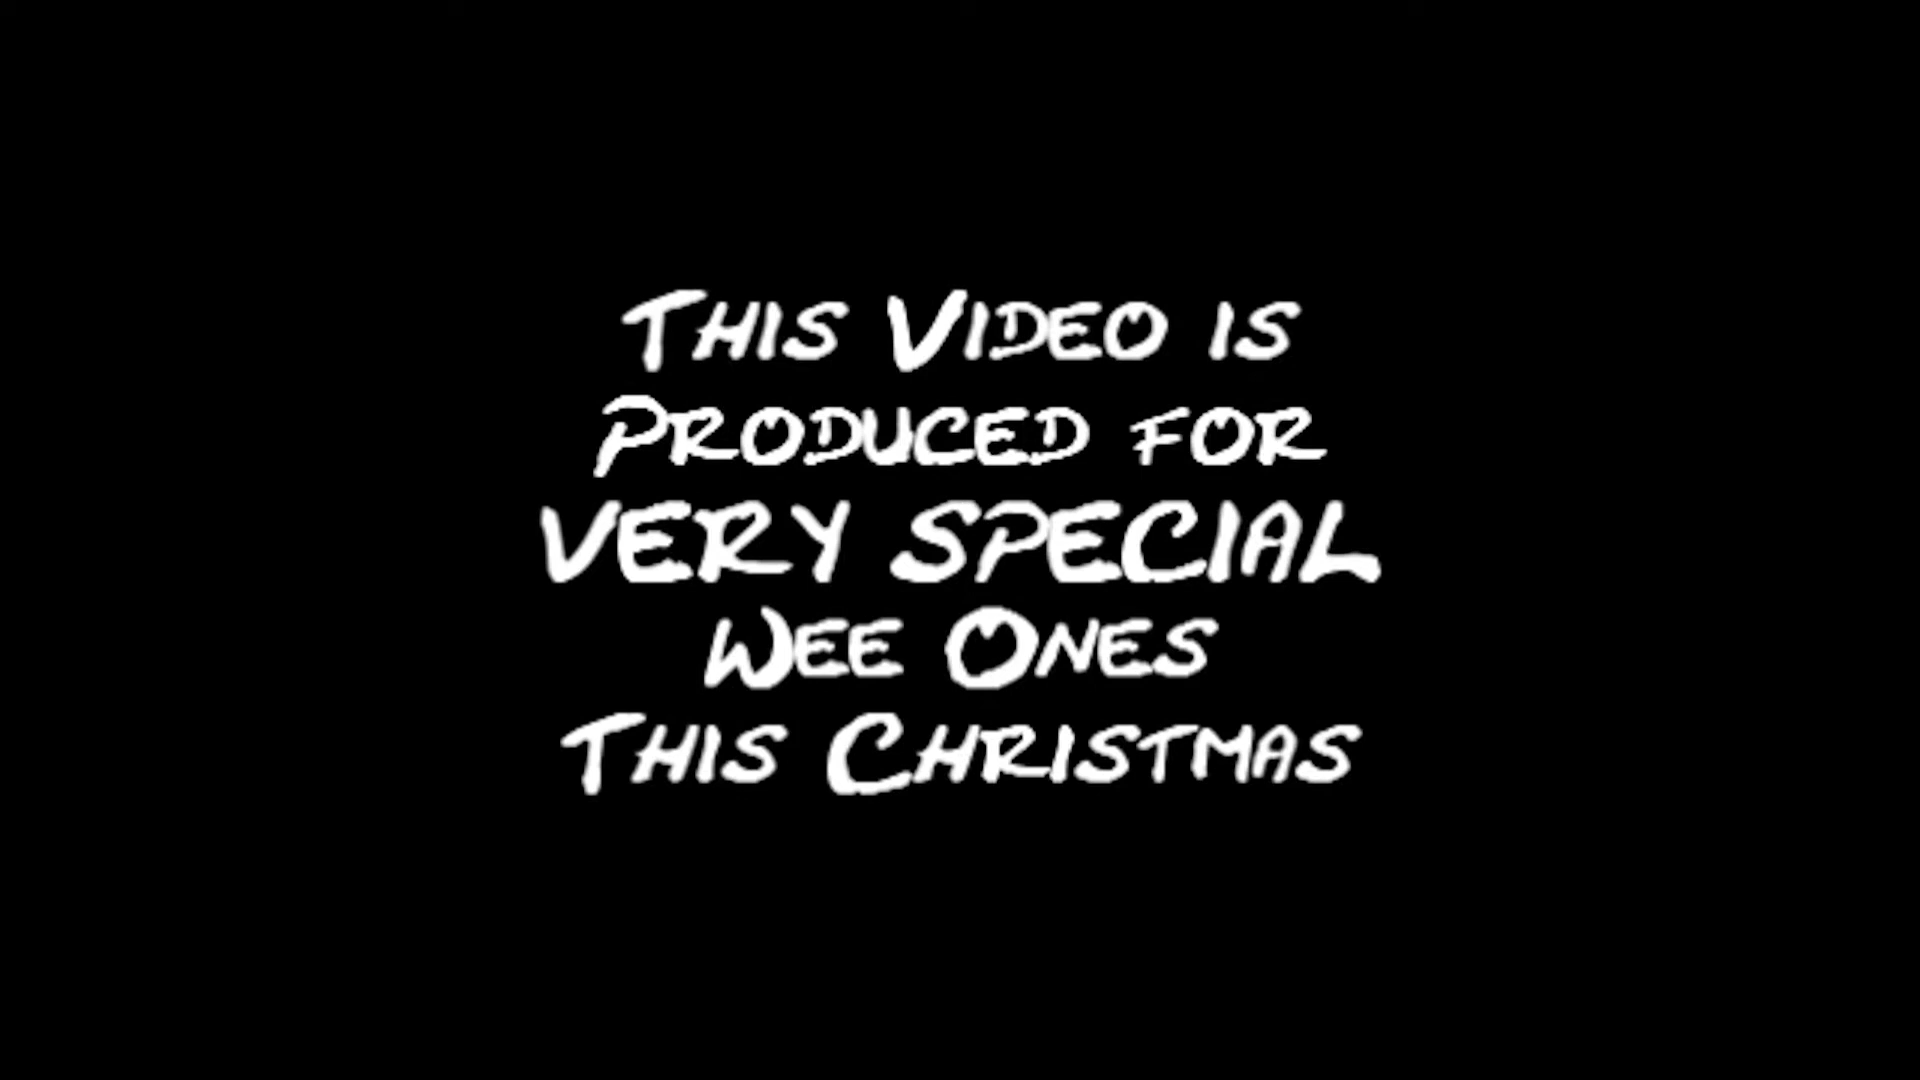 This Video is
Produced for
VERY SPECIAL
Wee Ones
This Christmas